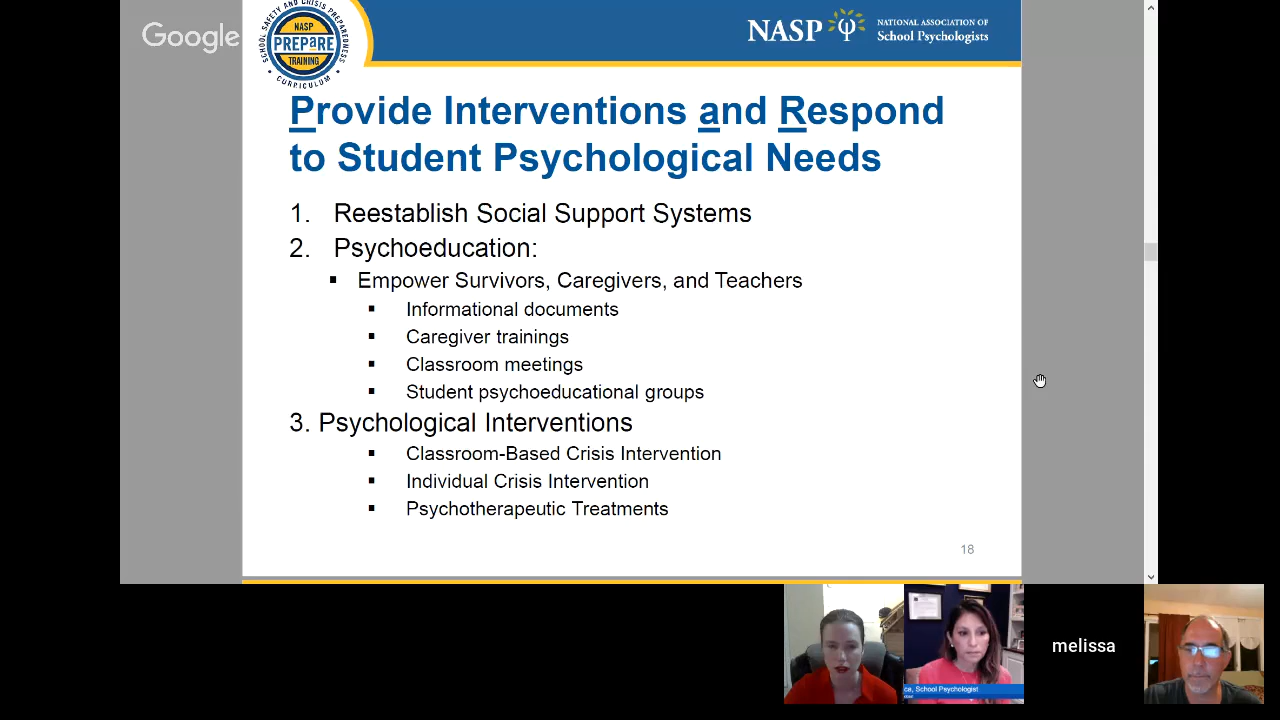 Google
SCHOOL SAFETY AND CRISIS PREPAREDNESS
NASP
PREPaRE
TRAINING
CURRICULUM
NASP
NATIONAL ASSOCIATION OF
School Psychologists
Provide Interventions and Respond
to Student Psychological Needs
1. Reestablish Social Support Systems
2. Psychoeducation:
▪ Empower Survivors, Caregivers, and Teachers
▪ Informational documents
▪ Caregiver trainings
▪ Classroom meetings
▪ Student psychoeducational groups
3. Psychological Interventions
▪ Classroom-Based Crisis Intervention
▪ Individual Crisis Intervention
▪ Psychotherapeutic Treatments
18
melissa
School Psychologist